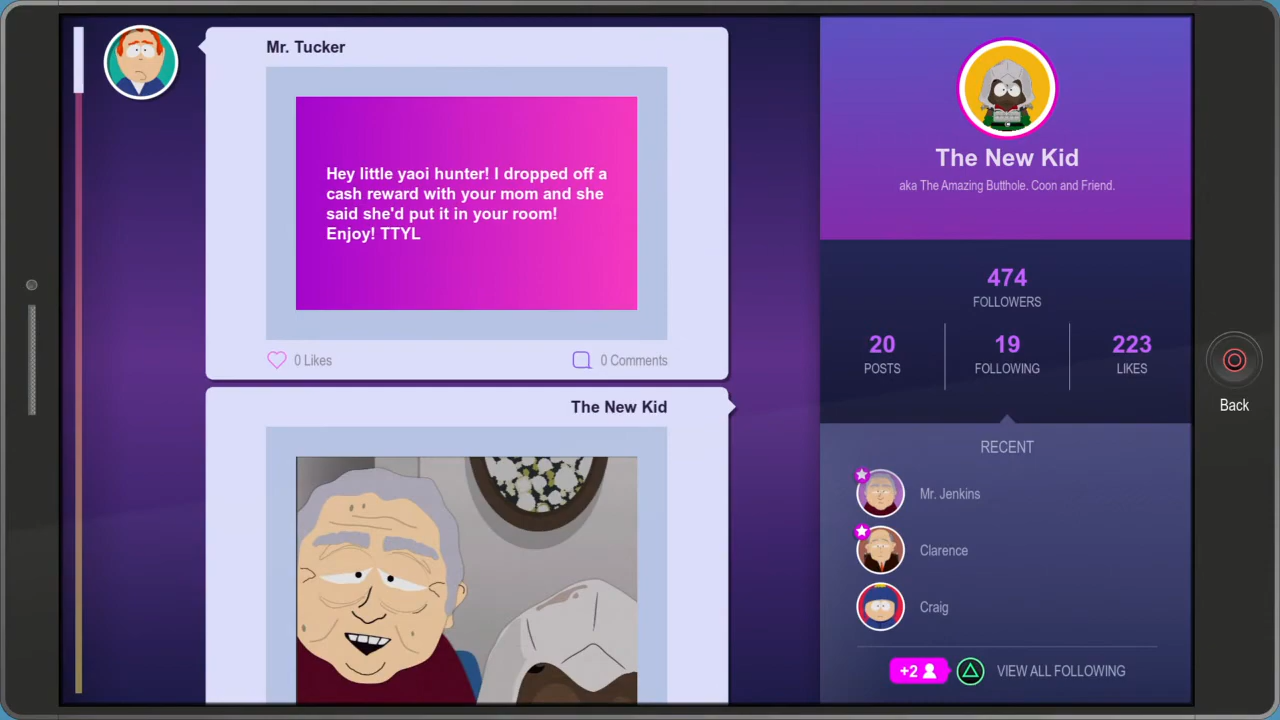 Mr. Tucker
Hey little yaoi hunter! I dropped off a
cash reward with your mom and she
said she'd put it in your room!
Enjoy! TTYL
0 Likes
0 Comments
The New Kid
The New Kid
aka The Amazing Butthole. Coon and Friend.
474
FOLLOWERS
20
POSTS
19
FOLLOWING
223
LIKES
RECENT
Mr. Jenkins
Clarence
Craig
+2
VIEW ALL FOLLOWING
Back